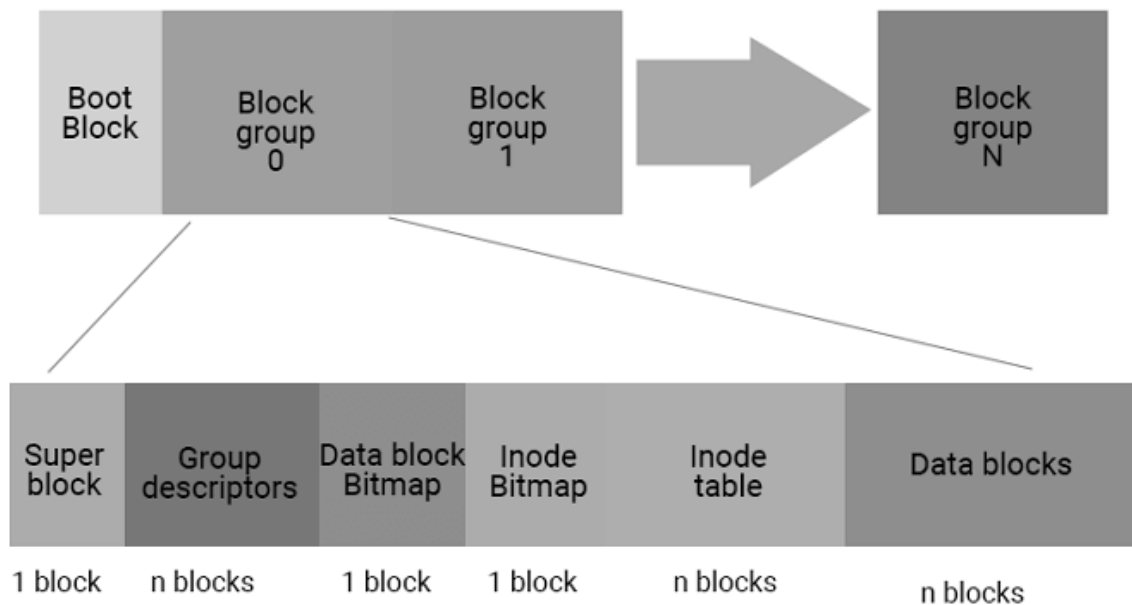 Boot
Block
Block
group
0
Block
group
1
Block
group
N
Super
block
Group
descriptors
Data block
Bitmap
Inode
Bitmap
Inode
table
Data blocks
1 block
n blocks
1 block
1 block
n blocks
n blocks